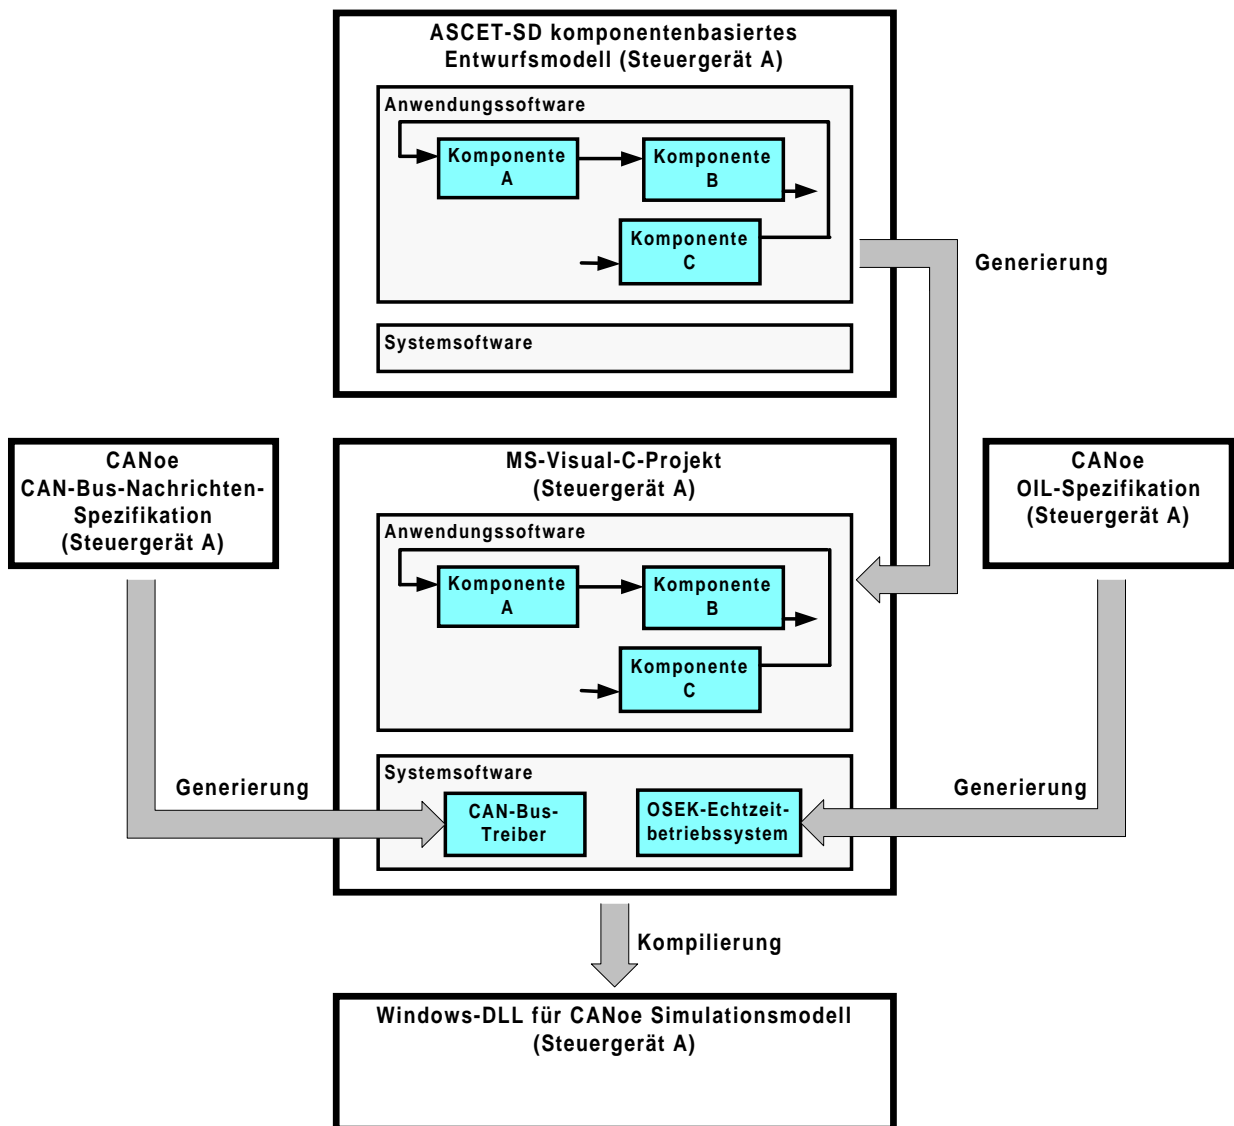 ASCET-SD komponentenbasiertes
Entwurfsmodell (Steuergerät A)
Anwendungssoftware
Komponente
A
Komponente
B
Komponente
C
Generierung
Systemsoftware
CANoe
CAN-Bus-Nachrichten-
Spezifikation
(Steuergerät A)
MS-Visual-C-Projekt
(Steuergerät A)
CANoe
OIL-Spezifikation
(Steuergerät A)
Anwendungssoftware
Komponente
A
Komponente
B
Komponente
C
Systemsoftware
Generierung
CAN-Bus-
Treiber
OSEK-Echtzeit-
betriebssystem
Generierung
Kompilierung
Windows-DLL für CANoe Simulationsmodell
(Steuergerät A)